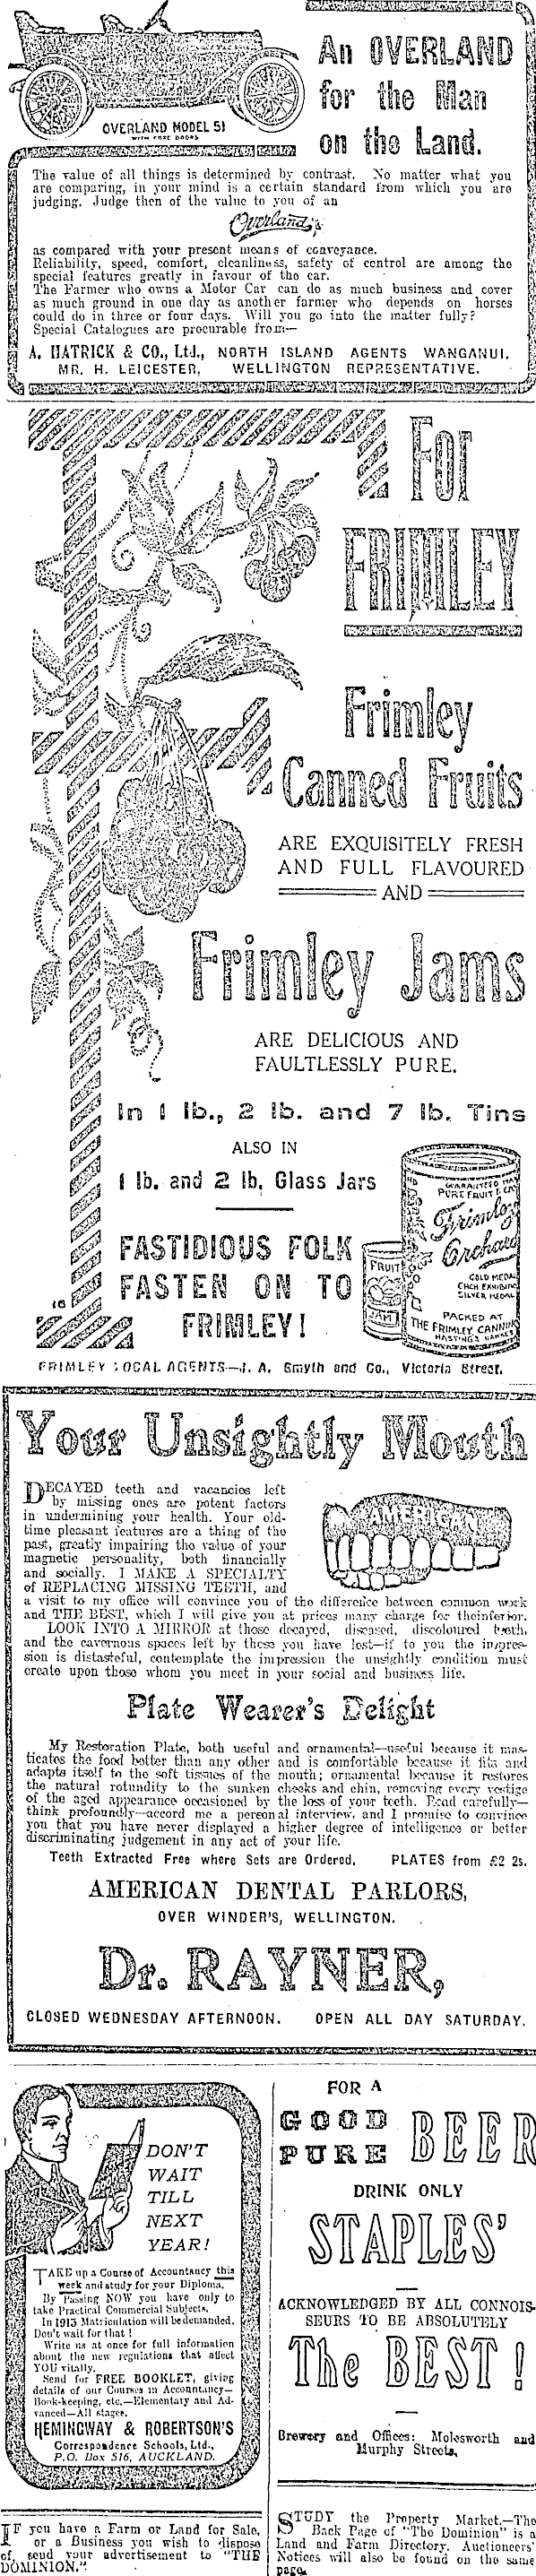 An OVERLAND
for the Man
on the Land.
OVERLAND MODEL 51
WITH FORE DOORS
The value of all things is determined by contrast. No matter what you
are comparing, in your mind is a certain standard from which you are
judging. Judge then of the value to you of an
Overland's
as compared with your present means of conveyance.
Reliability, speed, comfort, cleanliness, safety of control are among the
special features greatly in favour of the car.
The Farmer who owns a Motor Car can do as much business and cover
as much ground in one day as another farmer who depends on horses
could do in three or four days. Will you go into the matter fully?
Special Catalogues are procurable from—
A. HATRICK & CO., Ltd., NORTH ISLAND AGENTS WANGANUI.
MR. H. LEICESTER, WELLINGTON REPRESENTATIVE.
For
FRIMLEY
Frimley
Canned Fruits
ARE EXQUISITELY FRESH
AND FULL FLAVOURED
AND
Frimley Jams
ARE DELICIOUS AND
FAULTLESSLY PURE.
In 1 lb., 2 lb. and 7 lb. Tins
ALSO IN
1 lb. and 2 lb. Glass Jars
FASTIDIOUS FOLK
FASTEN ON TO
FRIMLEY!
16
GUARANTEED
PURE FRUIT &
Frimley
Orchard
GOLD MEDAL
SILVER MEDAL
PACKED AT
THE FRIMLEY CANNING
HASTINGS
FRUIT
JAM
FRIMLEY LOCAL AGENTS—J. A. Smyth and Co., Victoria Street.
Your Unsightly Mouth
AMERICAN
DECAYED teeth and vacancies left
by missing ones are potent factors
in undermining your health. Your old-
time pleasant features are a thing of the
past, greatly impairing the value of your
magnetic personality, both financially
and socially. I MAKE A SPECIALTY
of REPLACING MISSING TEETH, and
a visit to my office will convince you of the difference between common work
and THE BEST, which I will give you at prices many charge for theinferior.
LOOK INTO A MIRROR at those decayed, diseased, discoloured teeth,
and the cavernous spaces left by these you have lost—if to you the impres-
sion is distasteful, contemplate the impression the unsightly condition must
create upon those whom you meet in your social and business life.
Plate Wearer's Delight
My Restoration Plate, both useful and ornamental—useful because it mas-
ticates the food better than any other and is comfortable because it fits and
adapts itself to the soft tissues of the mouth; ornamental because it restores
the natural rotundity to the sunken cheeks and chin, removing every vestige
of the aged appearance occasioned by the loss of your teeth. Read carefully—
think profoundly—accord me a personal interview, and I promise to convince
you that you have never displayed a higher degree of intelligence or better
discriminating judgement in any act of your life.
Teeth Extracted Free where Sets are Ordered. PLATES from £2 2s.
AMERICAN DENTAL PARLORS,
OVER WINDER'S, WELLINGTON.
Dr. RAYNER,
CLOSED WEDNESDAY AFTERNOON. OPEN ALL DAY SATURDAY.
DON'T
WAIT
TILL
NEXT
YEAR!
TAKE up a Course of Accountancy this
week and study for your Diploma.
By Passing NOW you have only to
take Practical Commercial Subjects.
In 1913 Matriculation will be demanded.
Don't wait for that!
Write us at once for full information
about the new regulations that affect
YOU vitally.
Send for FREE BOOKLET, giving
details of our Courses in Accountancy—
Book-keeping, etc.—Elementary and Ad-
vanced—All stages.
HEMINGWAY & ROBERTSON'S
Correspondence Schools, Ltd.,
P.O. Box 516, AUCKLAND.
IF you have a Farm or Land for Sale,
or a Business you wish to dispose
of, send your advertisement to "THE
DOMINION."
FOR A
GOOD
PURE BEER
DRINK ONLY
STAPLES'
ACKNOWLEDGED BY ALL CONNOIS-
SEURS TO BE ABSOLUTELY
The BEST!
Brewery and Offices: Molesworth and
Murphy Streets.
STUDY the Property Market.—The
Back Page of "The Dominion" is a
Land and Farm Directory. Auctioneers'
Notices will also be found on the same
page.